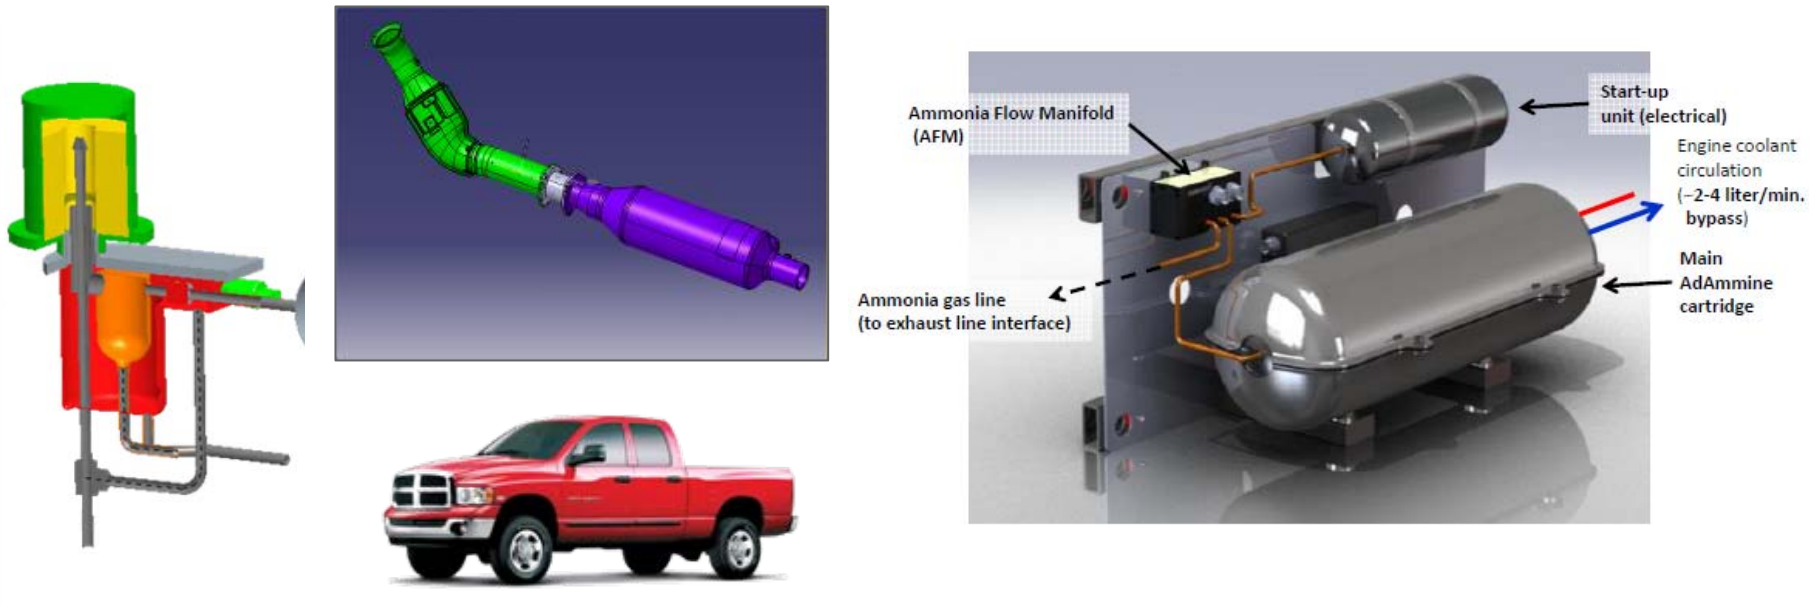 Ammonia Flow Manifold
(AFM)
Start-up
unit (electrical)
Engine coolant
circulation
(~2-4 liter/min.
bypass)
Main
AdAmmine
cartridge
Ammonia gas line
(to exhaust line interface)